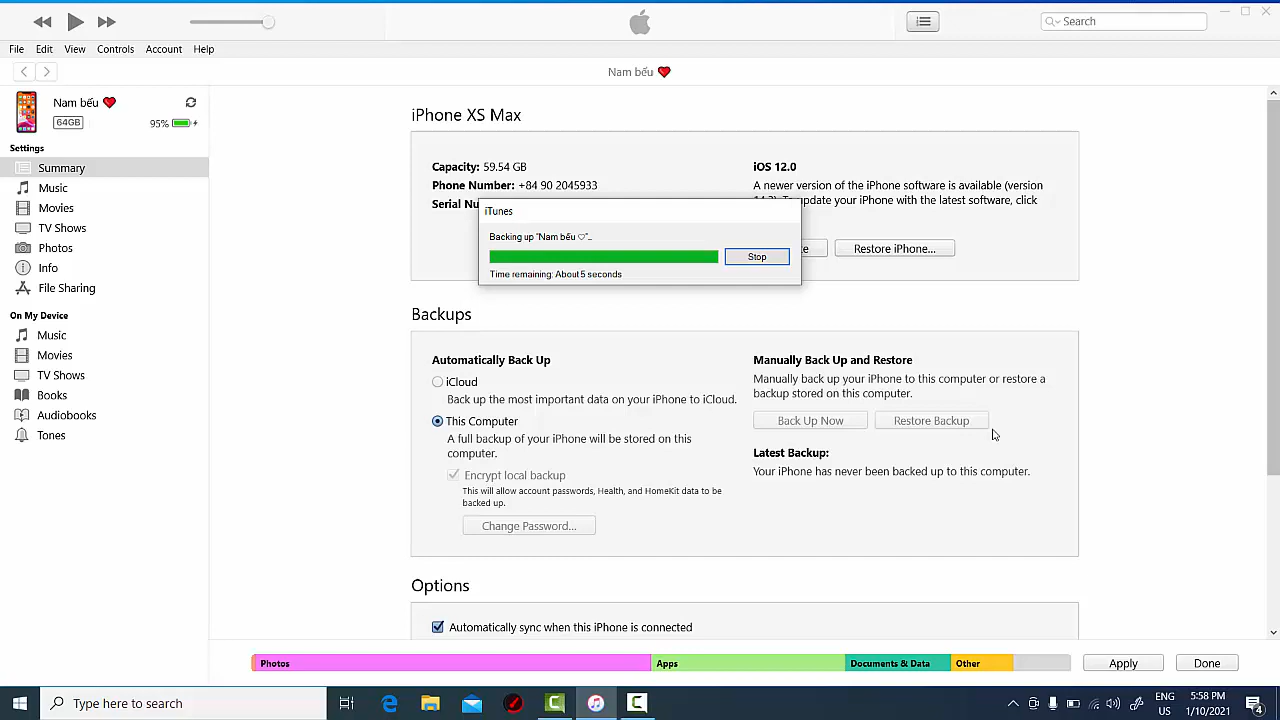 Search
File Edit View Controls Account Help
Nam bếu ❤️
Nam bếu ❤️
64GB
95%
Settings
Summary
Music
Movies
TV Shows
Photos
Info
File Sharing
On My Device
Music
Movies
TV Shows
Books
Audiobooks
Tones
iPhone XS Max
Capacity: 59.54 GB
Phone Number: +84 90 2045933
Serial
iOS 12.0
A newer version of the iPhone software is available (version
update your iPhone with the latest software, click
Restore iPhone...
iTunes
Backing up "Nam bếu ♡"...
Stop
Time remaining: About 5 seconds
Backups
Automatically Back Up
iCloud
Back up the most important data on your iPhone to iCloud.
This Computer
A full backup of your iPhone will be stored on this
computer.
Encrypt local backup
This will allow account passwords, Health, and HomeKit data to be
backed up.
Change Password...
Manually Back Up and Restore
Manually back up your iPhone to this computer or restore a
backup stored on this computer.
Back Up Now Restore Backup
Latest Backup:
Your iPhone has never been backed up to this computer.
Options
Automatically sync when this iPhone is connected
Photos Apps Documents & Data Other
Apply Done
Type here to search
ENG 5:58 PM
US 1/10/2021
4